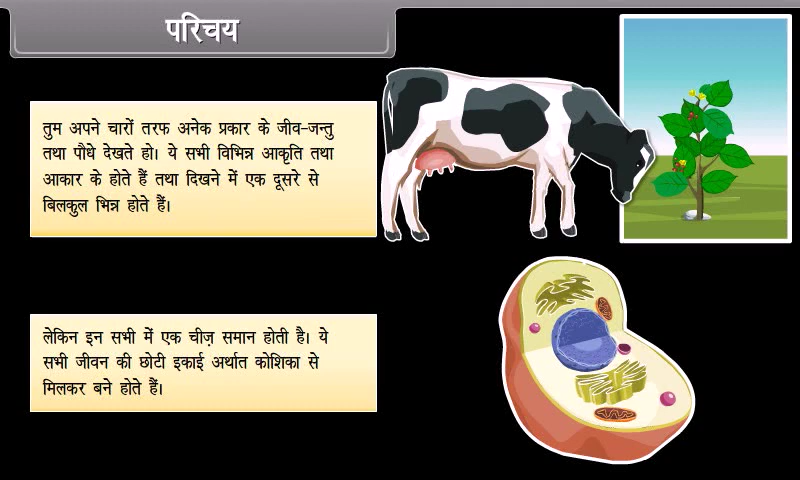 परिचय
तुम अपने चारों तरफ अनेक प्रकार के जीव-जन्तु
तथा पौधे देखते हो। ये सभी विभिन्न आकृति तथा
आकार के होते हैं तथा दिखने में एक दूसरे से
बिलकुल भिन्न होते हैं।
लेकिन इन सभी में एक चीज़ समान होती है। ये
सभी जीवन की छोटी इकाई अर्थात कोशिका से
मिलकर बने होते हैं।